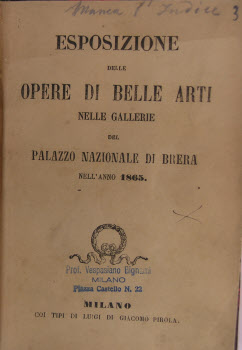 Manca l'Indice 3
ESPOSIZIONE
DELLE
OPERE DI BELLE ARTI
NELLE GALLERIE
DEL
PALAZZO NAZIONALE DI BRERA
NELL'ANNO 1865.
Prof. Vespasiano Bignami
MILANO
Piazza Castello N. 22
MILANO
COI TIPI DI LUIGI DI GIACOMO PIROLA.